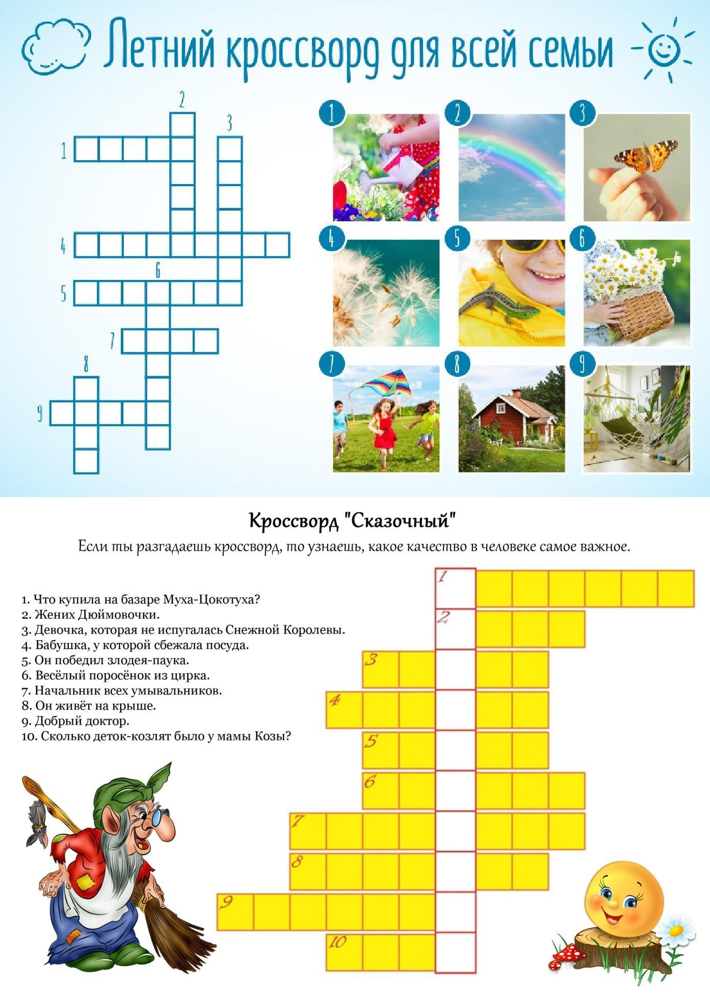 Летний кроссворд для всей семьи
2
3
1
4
6
5
7
8
9
1 2 3
4 5 6
7 8 9
Кроссворд "Сказочный"
Если ты разгадаешь кроссворд, то узнаешь, какое качество в человеке самое важное.
1. Что купила на базаре Муха-Цокотуха?
2. Жених Дюймовочки.
3. Девочка, которая не испугалась Снежной Королевы.
4. Бабушка, у которой сбежала посуда.
5. Он победил злодея-паука.
6. Весёлый поросёнок из цирка.
7. Начальник всех умывальников.
8. Он живёт на крыше.
9. Добрый доктор.
10. Сколько деток-козлят было у мамы Козы?
1
2
3
4
5
6
7
8
9
10